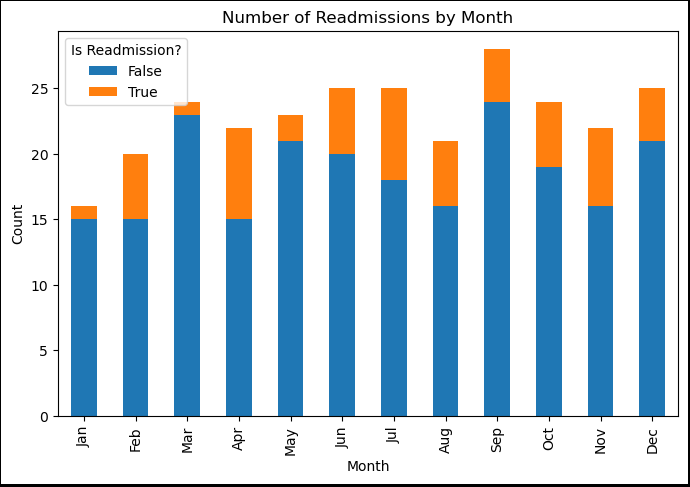 Number of Readmissions by Month
Is Readmission?
False
True
25
20
15
10
5
0
Count
Jan Feb Mar Apr May Jun Jul Aug Sep Oct Nov Dec
Month